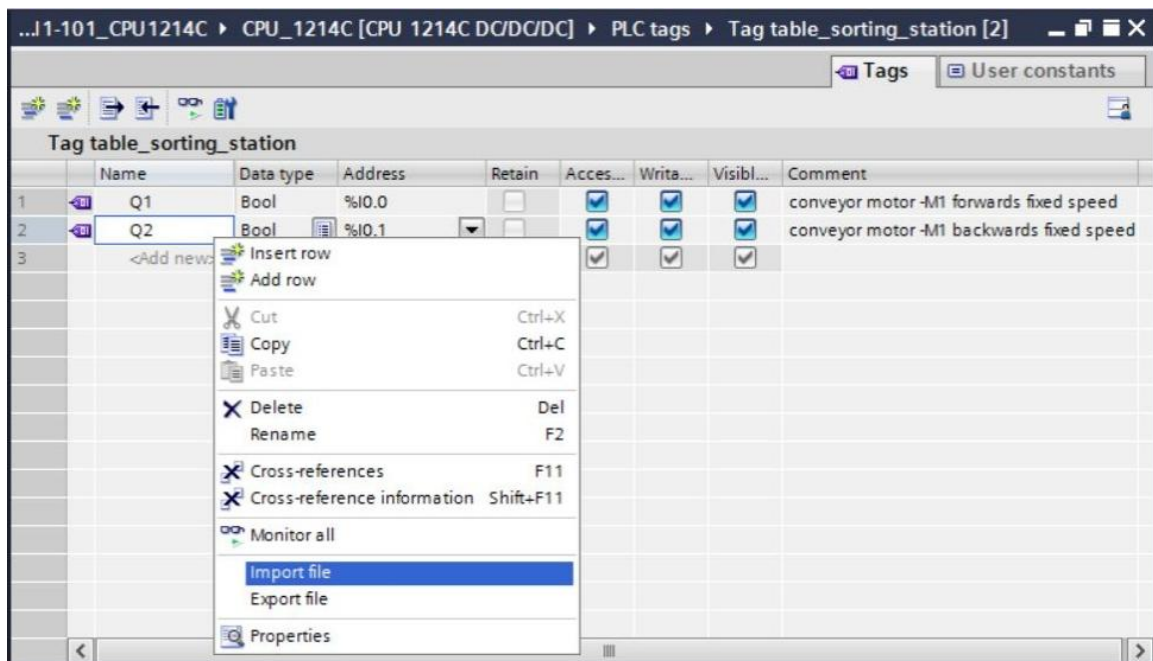 ...11-101_CPU1214C ▸ CPU_1214C [CPU 1214C DC/DC/DC] ▸ PLC tags ▸ Tag table_sorting_station [2]
Tags User constants
Tag table_sorting_station
Name Data type Address Retain Acces... Writa... Visibl... Comment
1 Q1 Bool %I0.0 conveyor motor -M1 forwards fixed speed
2 Q2 Bool %I0.1 conveyor motor -M1 backwards fixed speed
3 <Add new>
Insert row
Add row
Cut Ctrl+X
Copy Ctrl+C
Paste Ctrl+V
Delete Del
Rename F2
Cross-references F11
Cross-reference information Shift+F11
Monitor all
Import file
Export file
Properties